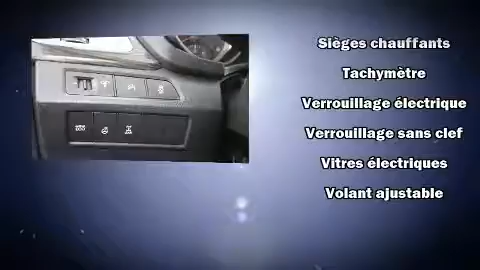 Sièges chauffants
Tachymètre
Verrouillage électrique
Verrouillage sans clef
Vitres électriques
Volant ajustable